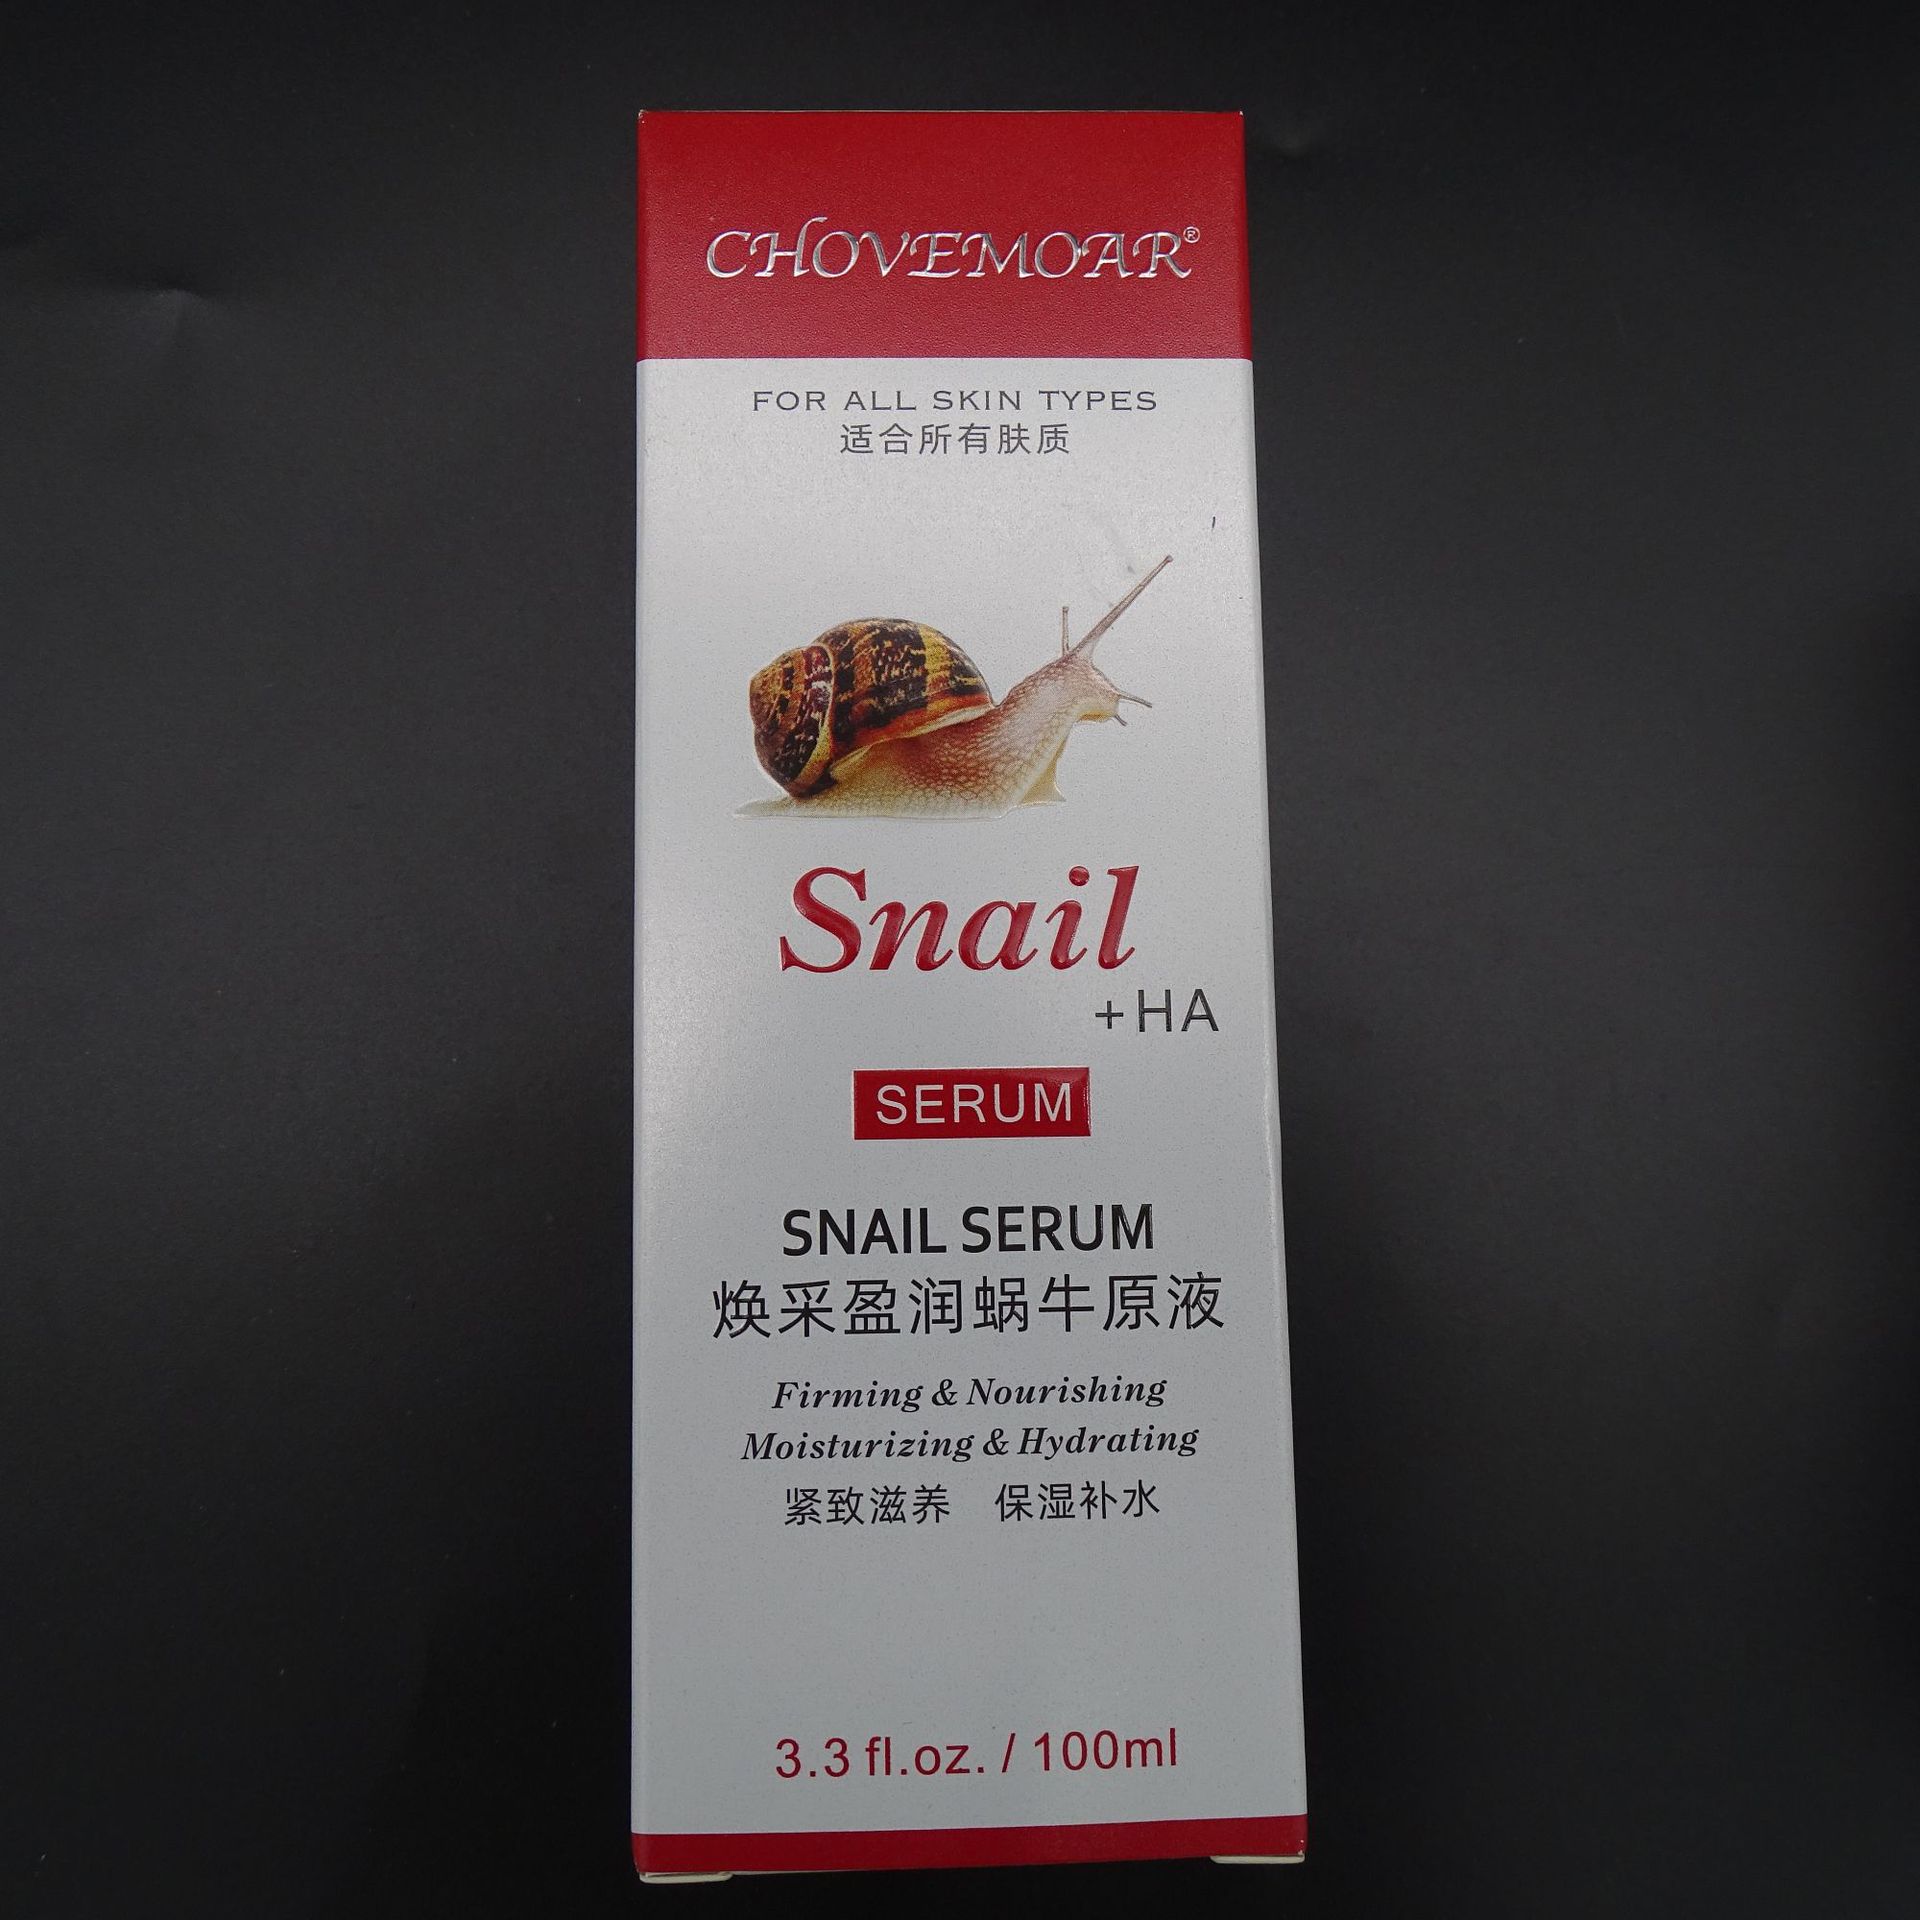 CHOVEMOAR®
FOR ALL SKIN TYPES
适合所有肤质
Snail
+HA
SERUM
SNAIL SERUM
焕采盈润蜗牛原液
Firming & Nourishing
Moisturizing & Hydrating
紧致滋养 保湿补水
3.3 fl.oz. / 100ml